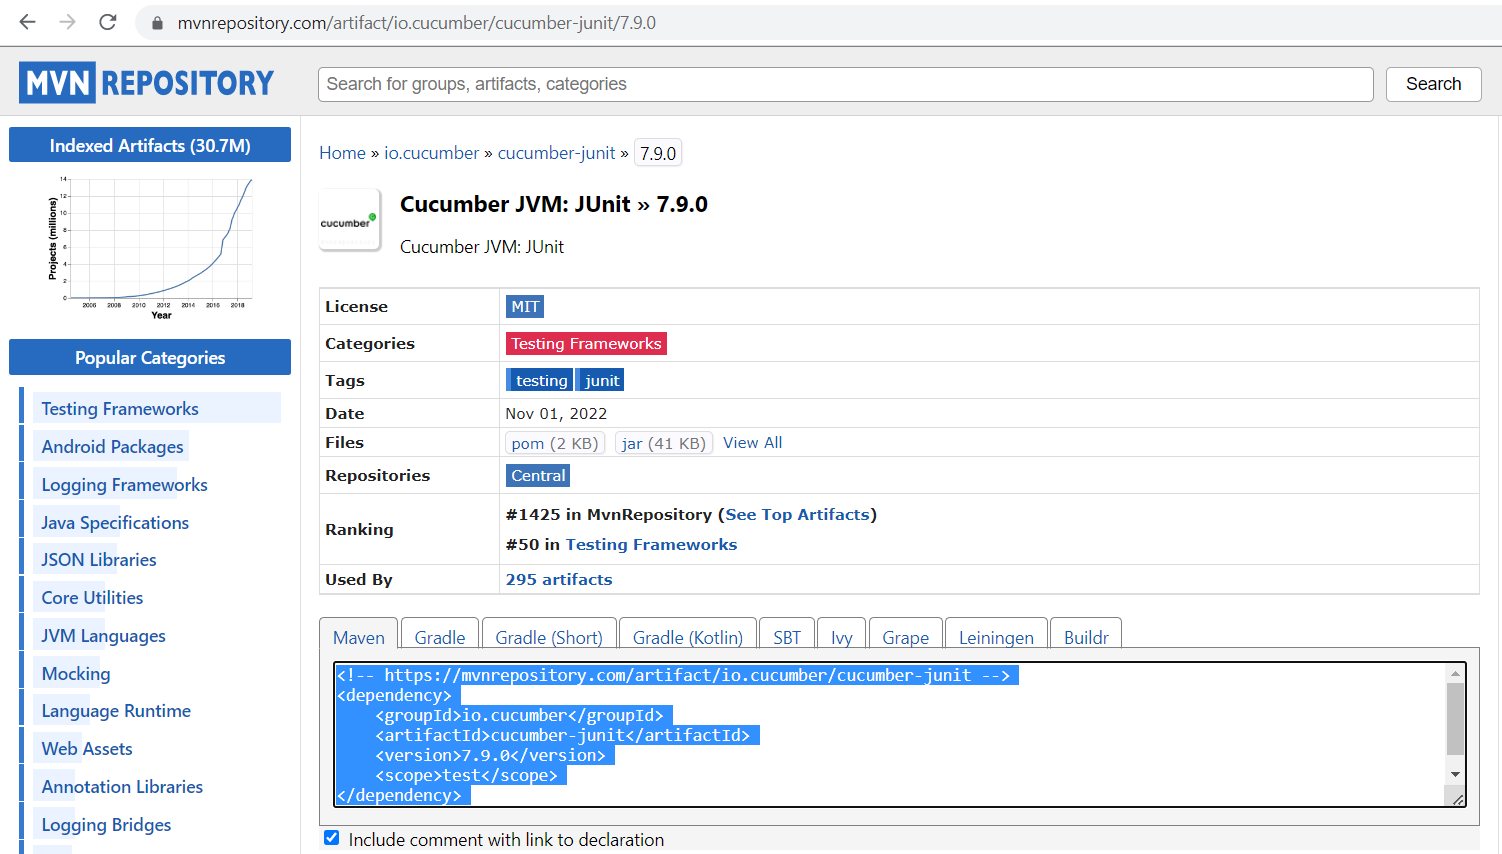 mvnrepository.com/artifact/io.cucumber/cucumber-junit/7.9.0
MVN REPOSITORY
Search for groups, artifacts, categories
Search
Indexed Artifacts (30.7M)
Projects (millions)
14
12
10
8
6
4
2
0
2006 2008 2010 2012 2014 2016 2018
Year
Popular Categories
Testing Frameworks
Android Packages
Logging Frameworks
Java Specifications
JSON Libraries
Core Utilities
JVM Languages
Mocking
Language Runtime
Web Assets
Annotation Libraries
Logging Bridges
Home » io.cucumber » cucumber-junit » 7.9.0
cucumber
Cucumber JVM: JUnit » 7.9.0
Cucumber JVM: JUnit
License MIT
Categories Testing Frameworks
Tags testing junit
Date Nov 01, 2022
Files pom (2 KB) jar (41 KB) View All
Repositories Central
Ranking #1425 in MvnRepository (See Top Artifacts)
#50 in Testing Frameworks
Used By 295 artifacts
Maven Gradle Gradle (Short) Gradle (Kotlin) SBT Ivy Grape Leiningen Buildr
<!-- https://mvnrepository.com/artifact/io.cucumber/cucumber-junit -->
<dependency>
    <groupId>io.cucumber</groupId>
    <artifactId>cucumber-junit</artifactId>
    <version>7.9.0</version>
    <scope>test</scope>
</dependency>
Include comment with link to declaration